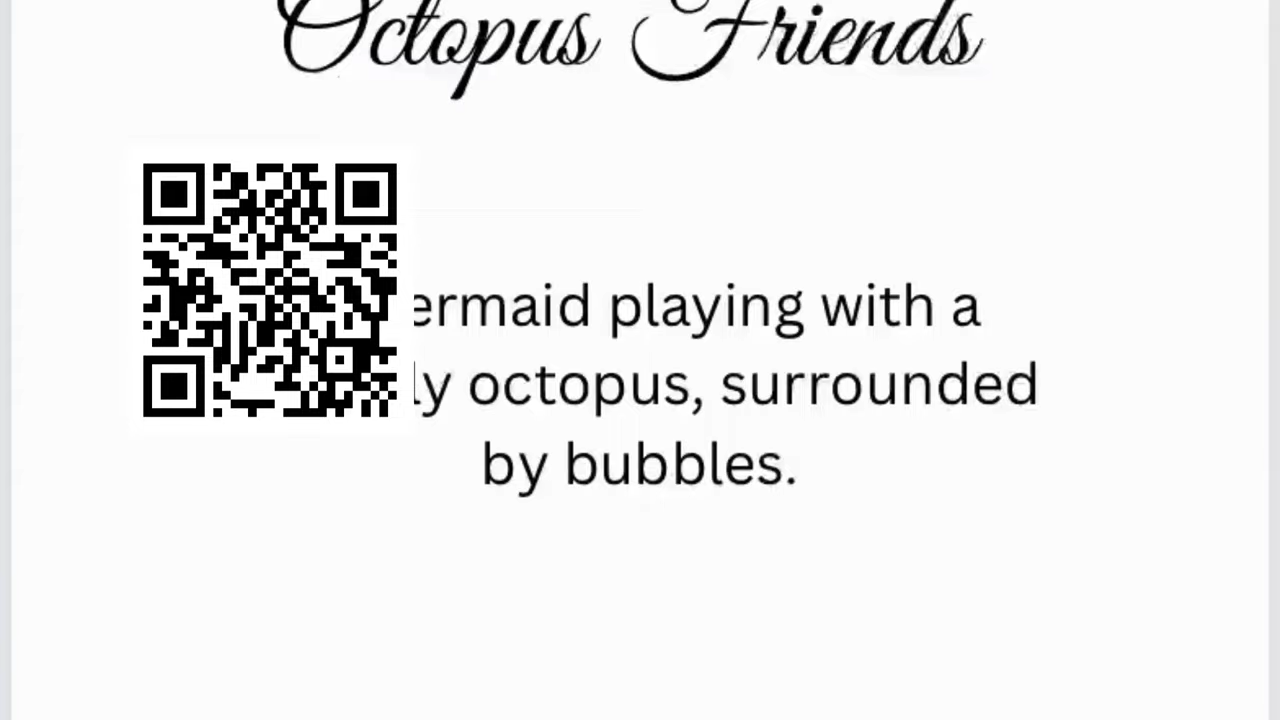 Octopus Friends
ermaid playing with a
ly octopus, surrounded
by bubbles.